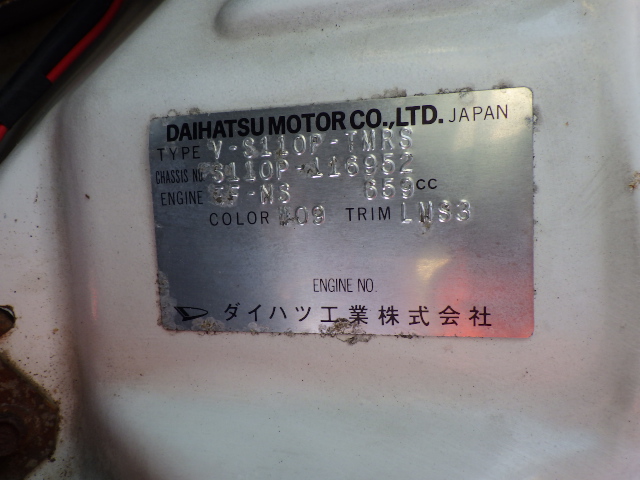 DAIHATSU MOTOR CO.,LTD. JAPAN
TYPE V-S110P-TMRS
CHASSIS NO. S110P-116952
ENGINE EF-NS 659CC
COLOR W09 TRIM LM83
ENGINE NO.
ダイハツ工業株式会社